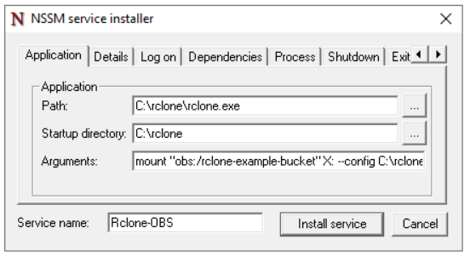 NSSM service installer
Application Details Log on Dependencies Process Shutdown Exit
Application
Path: C:\rclone\rclone.exe ...
Startup directory: C:\rclone ...
Arguments: mount "obs:/rclone-example-bucket" X: --config C:\rclone
Service name: Rclone-OBS Install service Cancel